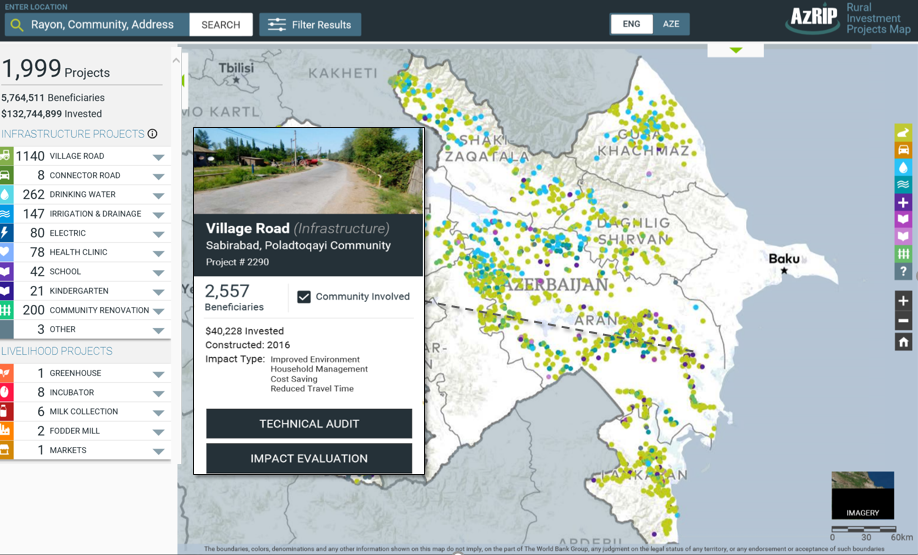 ENTER LOCATION
Rayon, Community, Address
SEARCH
Filter Results
ENG
AZE
AzRIP
Rural
Investment
Projects Map
1,999 Projects
5,764,511 Beneficiaries
$132,744,899 Invested
INFRASTRUCTURE PROJECTS
1140 VILLAGE ROAD
8 CONNECTOR ROAD
262 DRINKING WATER
147 IRRIGATION & DRAINAGE
80 ELECTRIC
78 HEALTH CLINIC
42 SCHOOL
21 KINDERGARTEN
200 COMMUNITY RENOVATION
3 OTHER
LIVELIHOOD PROJECTS
1 GREENHOUSE
8 INCUBATOR
6 MILK COLLECTION
2 FODDER MILL
1 MARKETS
Tbilisi
KAKHETI
MO KARTL
SHAKI
ZAQATALA
GUBA
KHACHMAZ
DAGHLIG
SHIRVAN
Baku
AZERBAIJAN
ARAN
LANKARAN
ARDEBIL
Village Road (Infrastructure)
Sabirabad, Poladtoqayi Community
Project # 2290
2,557
Beneficiaries
Community Involved
$40,228 Invested
Constructed: 2016
Impact Type: Improved Environment
Household Management
Cost Saving
Reduced Travel Time
TECHNICAL AUDIT
IMPACT EVALUATION
?
+
−
IMAGERY
0 30 60km
The boundaries, colors, denominations and any other information shown on this map do not imply, on the part of The World Bank Group, any judgment on the legal status of any territory, or any endorsement or acceptance of such boundaries